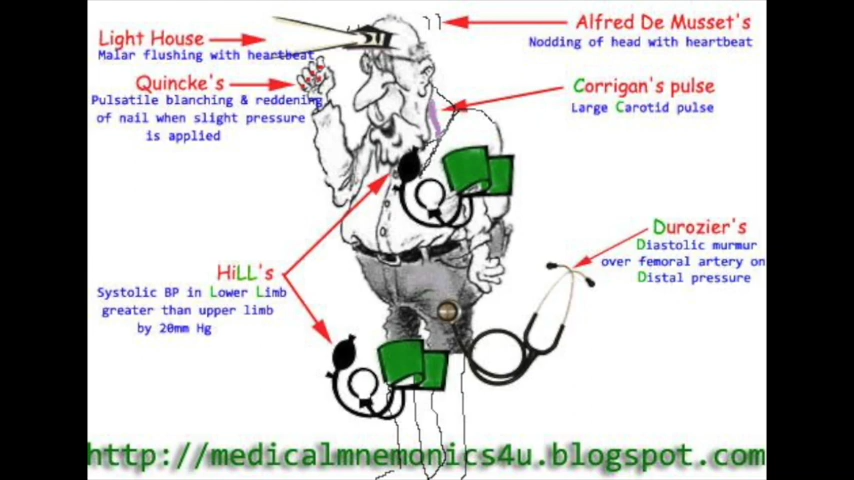 Alfred De Musset's
Nodding of head with heartbeat
Light House
Malar flushing with heartbeat
Quincke's
Pulsatile blanching & reddening
of nail when slight pressure
is applied
Corrigan's pulse
Large Carotid pulse
Durozier's
Diastolic murmur
over femoral artery on
Distal pressure
HiLL's
Systolic BP in Lower Limb
greater than upper limb
by 20mm Hg
http://medicalmnemonics4u.blogspot.com